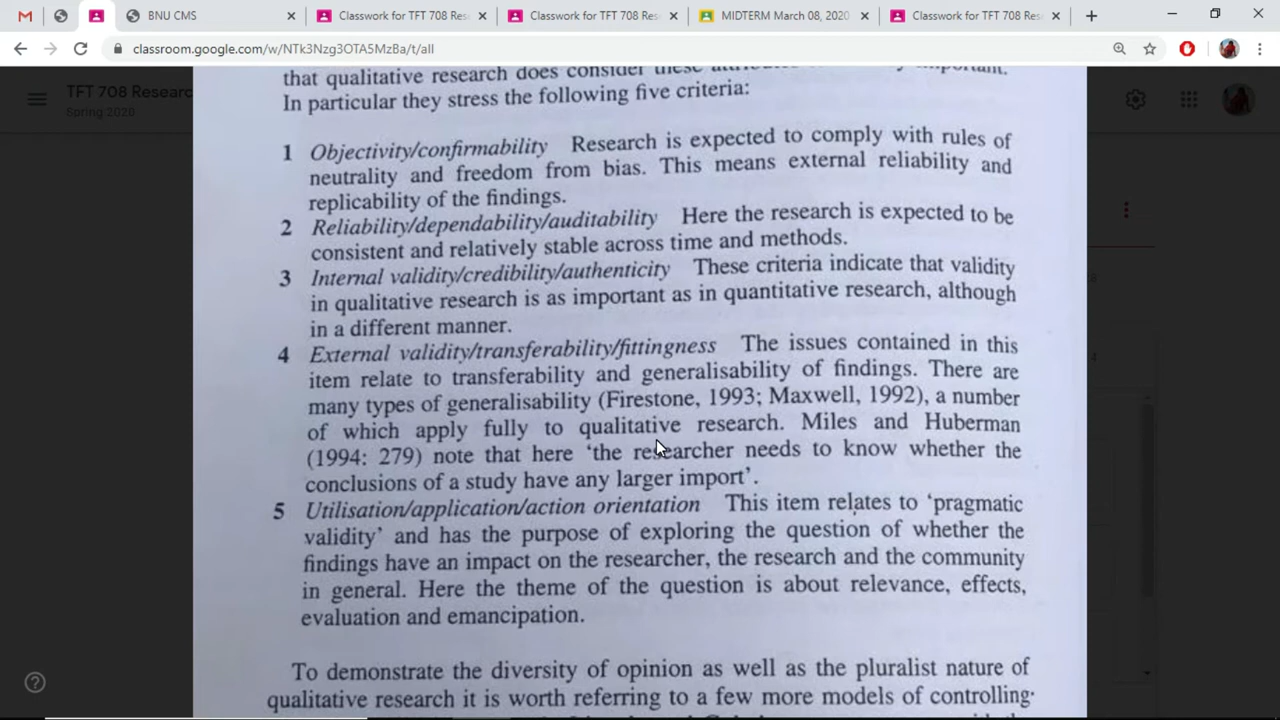 BNU CMS
Classwork for TFT 708 Res
Classwork for TFT 708 Res
MIDTERM March 08, 2020
Classwork for TFT 708 Res
classroom.google.com/w/NTk3Nzg3OTA5MzBa/t/all
TFT 708 Researc
Spring 2020
that qualitative research does consider these
In particular they stress the following five criteria:
1 Objectivity/confirmability Research is expected to comply with rules of
neutrality and freedom from bias. This means external reliability and
replicability of the findings.
2 Reliability/dependability/auditability Here the research is expected to be
consistent and relatively stable across time and methods.
3 Internal validity/credibility/authenticity These criteria indicate that validity
in qualitative research is as important as in quantitative research, although
in a different manner.
4 External validity/transferability/fittingness The issues contained in this
item relate to transferability and generalisability of findings. There are
many types of generalisability (Firestone, 1993; Maxwell, 1992), a number
of which apply fully to qualitative research. Miles and Huberman
(1994: 279) note that here ‘the researcher needs to know whether the
conclusions of a study have any larger import’.
5 Utilisation/application/action orientation This item relates to ‘pragmatic
validity’ and has the purpose of exploring the question of whether the
findings have an impact on the researcher, the research and the community
in general. Here the theme of the question is about relevance, effects,
evaluation and emancipation.
To demonstrate the diversity of opinion as well as the pluralist nature of
qualitative research it is worth referring to a few more models of controlling